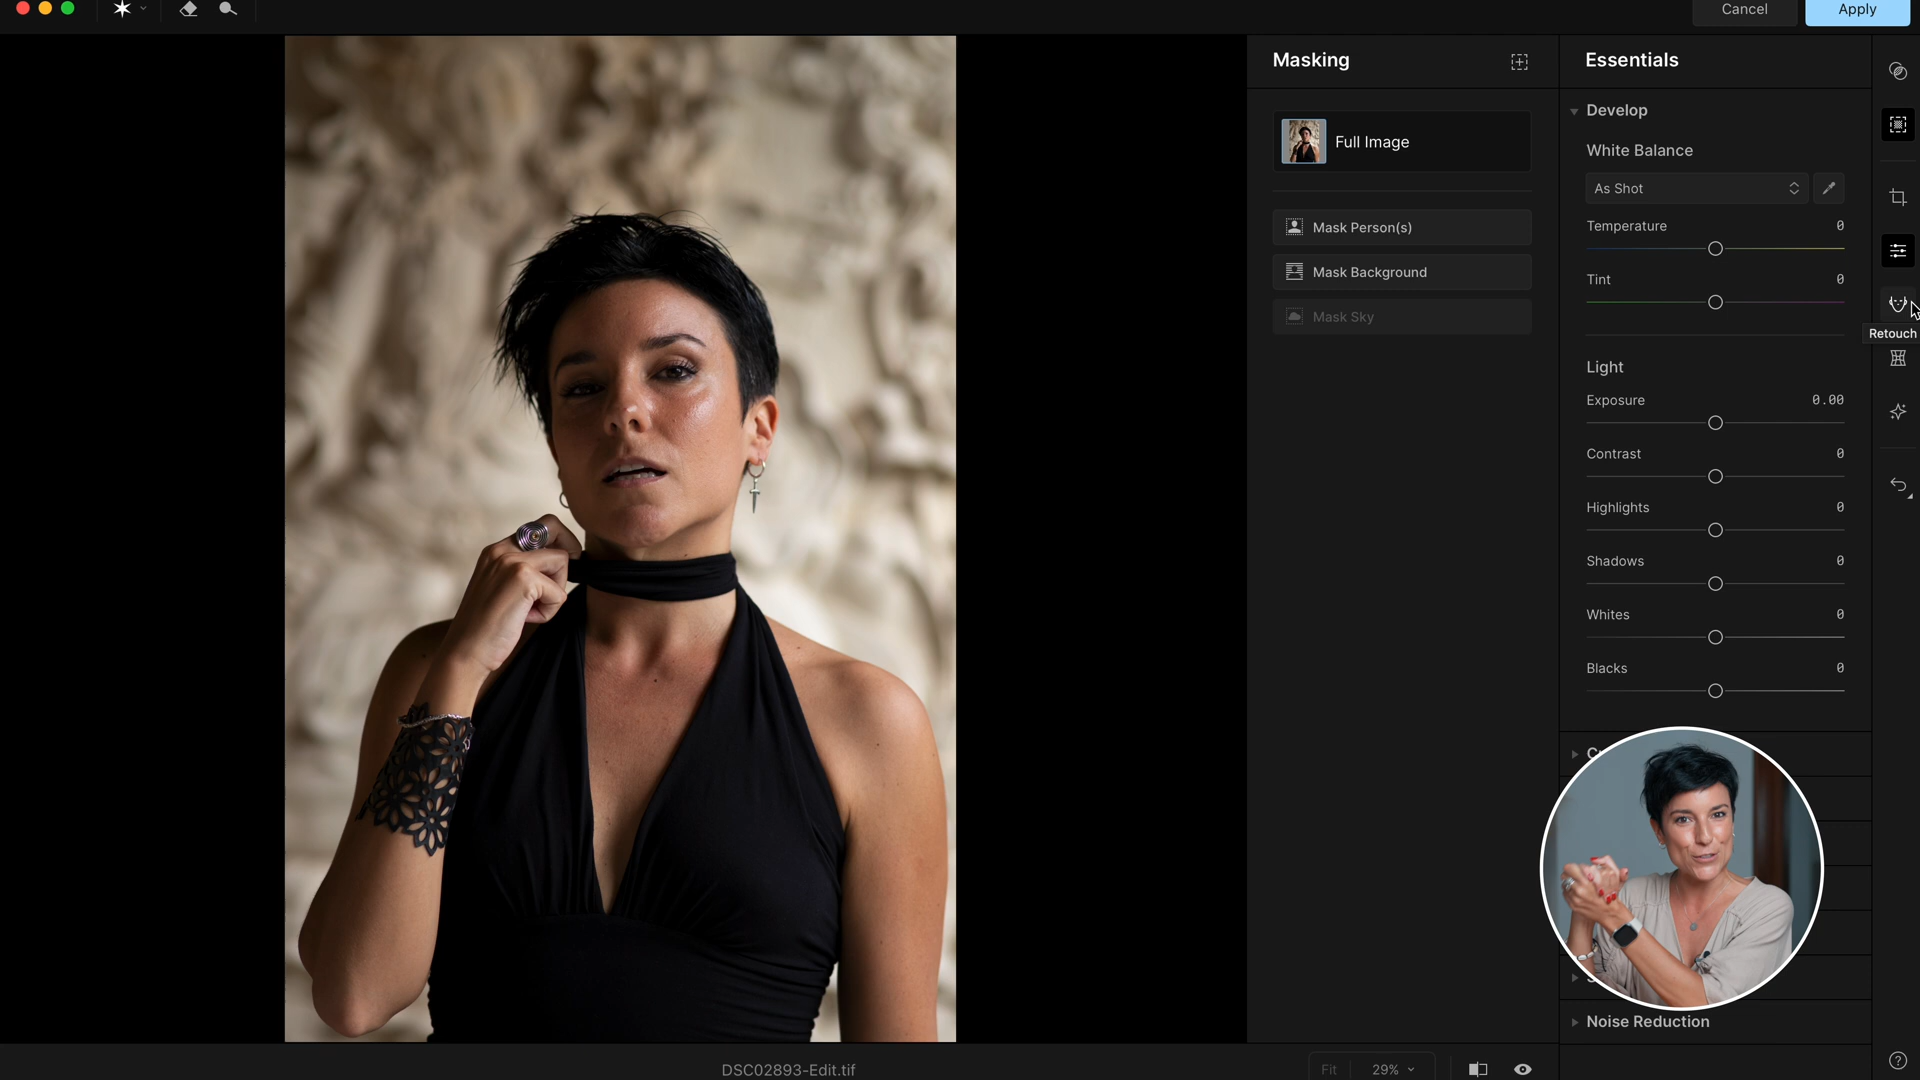 Cancel
Apply
Masking
Full Image
Mask Person(s)
Mask Background
Mask Sky
Essentials
Develop
White Balance
As Shot
Temperature 0
Tint 0
Retouch
Light
Exposure 0.00
Contrast 0
Highlights 0
Shadows 0
Whites 0
Blacks 0
Noise Reduction
DSC02893-Edit.tif
Fit
29%